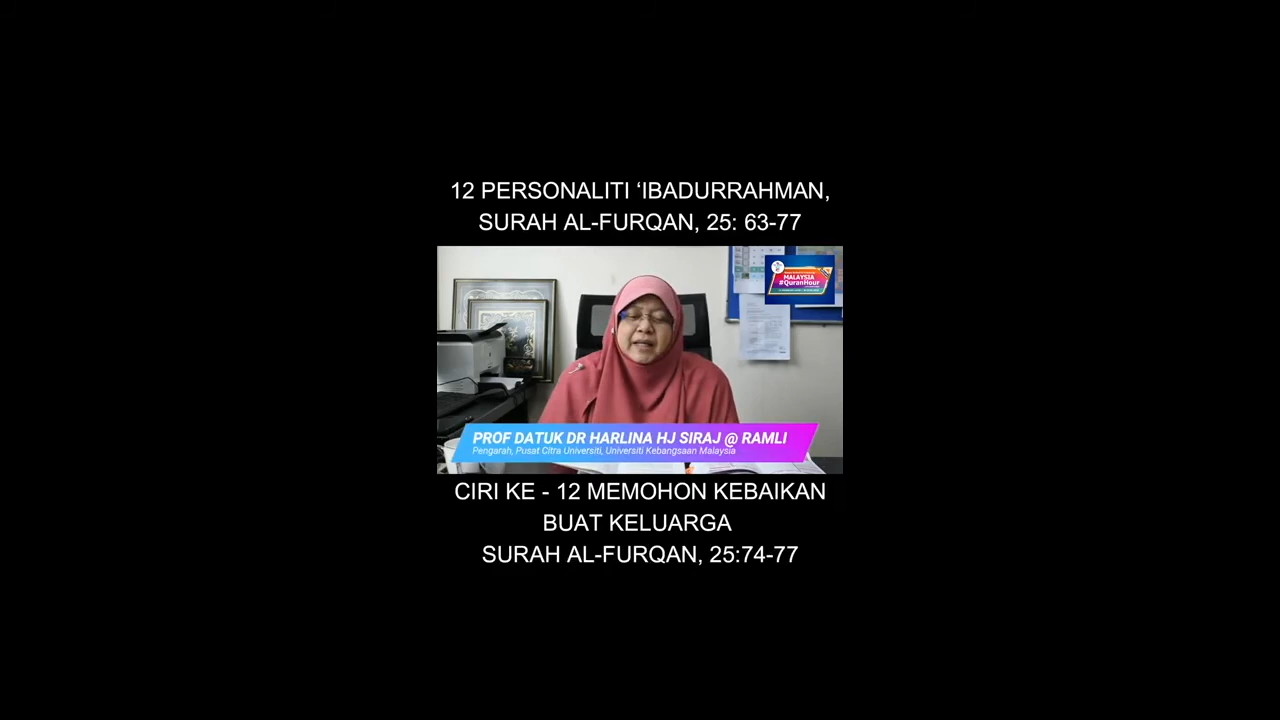 12 PERSONALITI ‘IBADURRAHMAN,
SURAH AL-FURQAN, 25: 63-77
MALAYSIA
#QuranHour
PROF DATUK DR HARLINA HJ SIRAJ @ RAMLI
Pengarah, Pusat Citra Universiti, Universiti Kebangsaan Malaysia
CIRI KE - 12 MEMOHON KEBAIKAN
BUAT KELUARGA
SURAH AL-FURQAN, 25:74-77